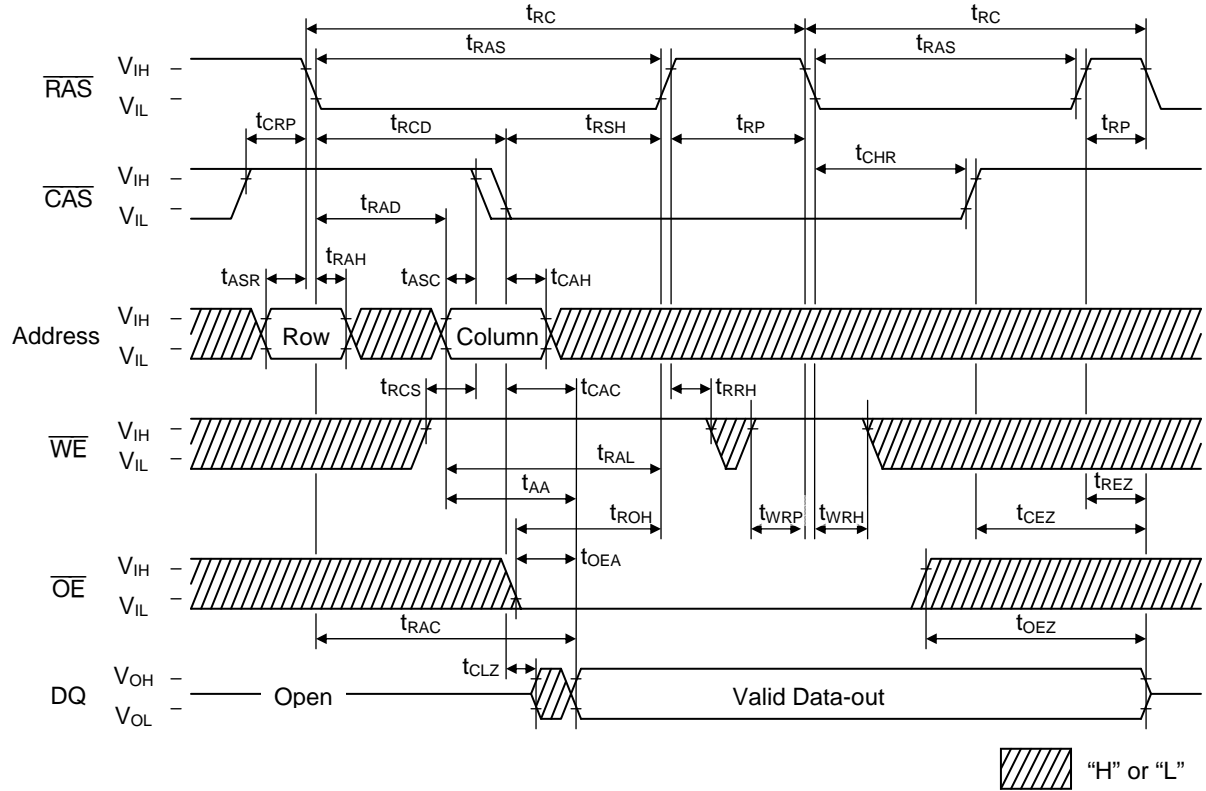 tRC tRC
tRAS tRAS
RAS VIH
VIL
tCRP tRCD tRSH tRP tRP
tCHR
CAS VIH
VIL
tRAD
tASR tRAH tASC tCAH
Address VIH
VIL
Row Column
tRCS tCAC tRRH
WE VIH
VIL
tRAL
tAA tREZ
tROH tWRP tWRH tCEZ
tOEA
OE VIH
VIL
tRAC tOEZ
tCLZ
DQ VOH
VOL
Open Valid Data-out
“H” or “L”